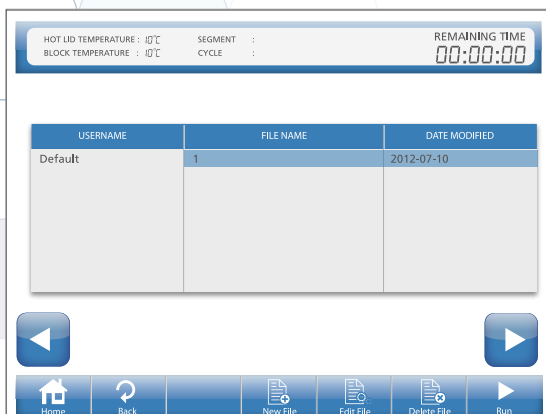 HOT LID TEMPERATURE : 10℃ SEGMENT : REMAINING TIME
BLOCK TEMPERATURE : 10℃ CYCLE : 00:00:00
USERNAME FILE NAME DATE MODIFIED
Default 1 2012-07-10
Home Back New File Edit File Delete File Run